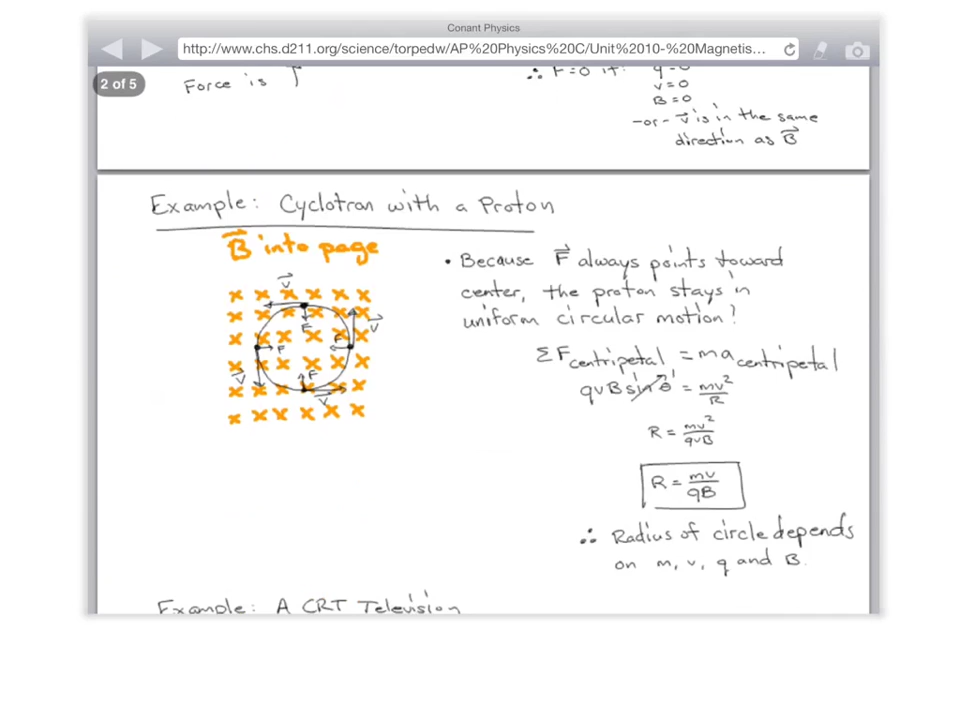 Conant Physics
http://www.chs.d211.org/science/torpedw/AP%20Physics%20C/Unit%2010-%20Magnetis...
2 of 5
Force is ↑
∴ F=0 if: q=0
v=0
B=0
-or- v⃗ is in the same
direction as B⃗
Example: Cyclotron with a Proton
B⃗ into page
v⃗
F
v⃗
F
F
v⃗
F
v⃗
• Because F⃗ always points toward
center, the proton stays in
uniform circular motion?
ΣF centripetal = ma centripetal
qvB sin θ 1 = mv²/R
R = mv²/qvB
R = mv/qB
∴ Radius of circle depends
on m, v, q and B.
Example: A CRT Television